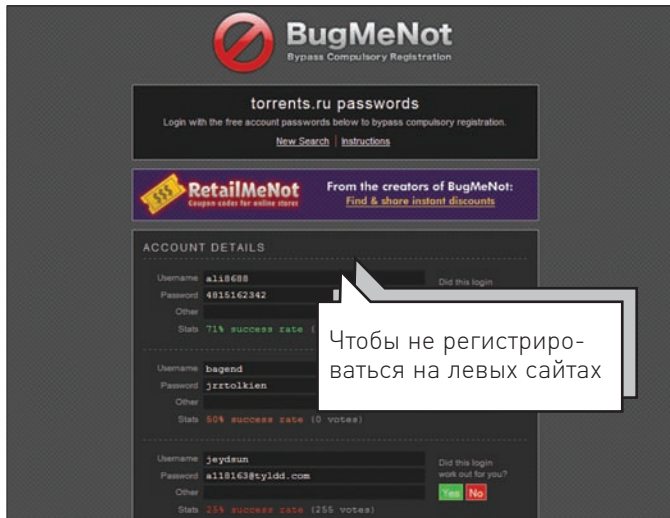 BugMeNot
Bypass Compulsory Registration
torrents.ru passwords
Login with the free account passwords below to bypass compulsory registration.
New Search | Instructions
$$$
RetailMeNot
Coupon codes for online stores
From the creators of BugMeNot:
Find & share instant discounts
ACCOUNT DETAILS
Username ali8688
Did this login
Password 4815162342
Other
Stats 71% success rate (
Чтобы не регистриро-
ваться на левых сайтах
Username bagend
Password jrrtolkien
Other
Stats 50% success rate (0 votes)
Username jeydsun
Did this login
Password al18163@tyldd.com
work out for you?
Other
Yes No
Stats 25% success rate (255 votes)